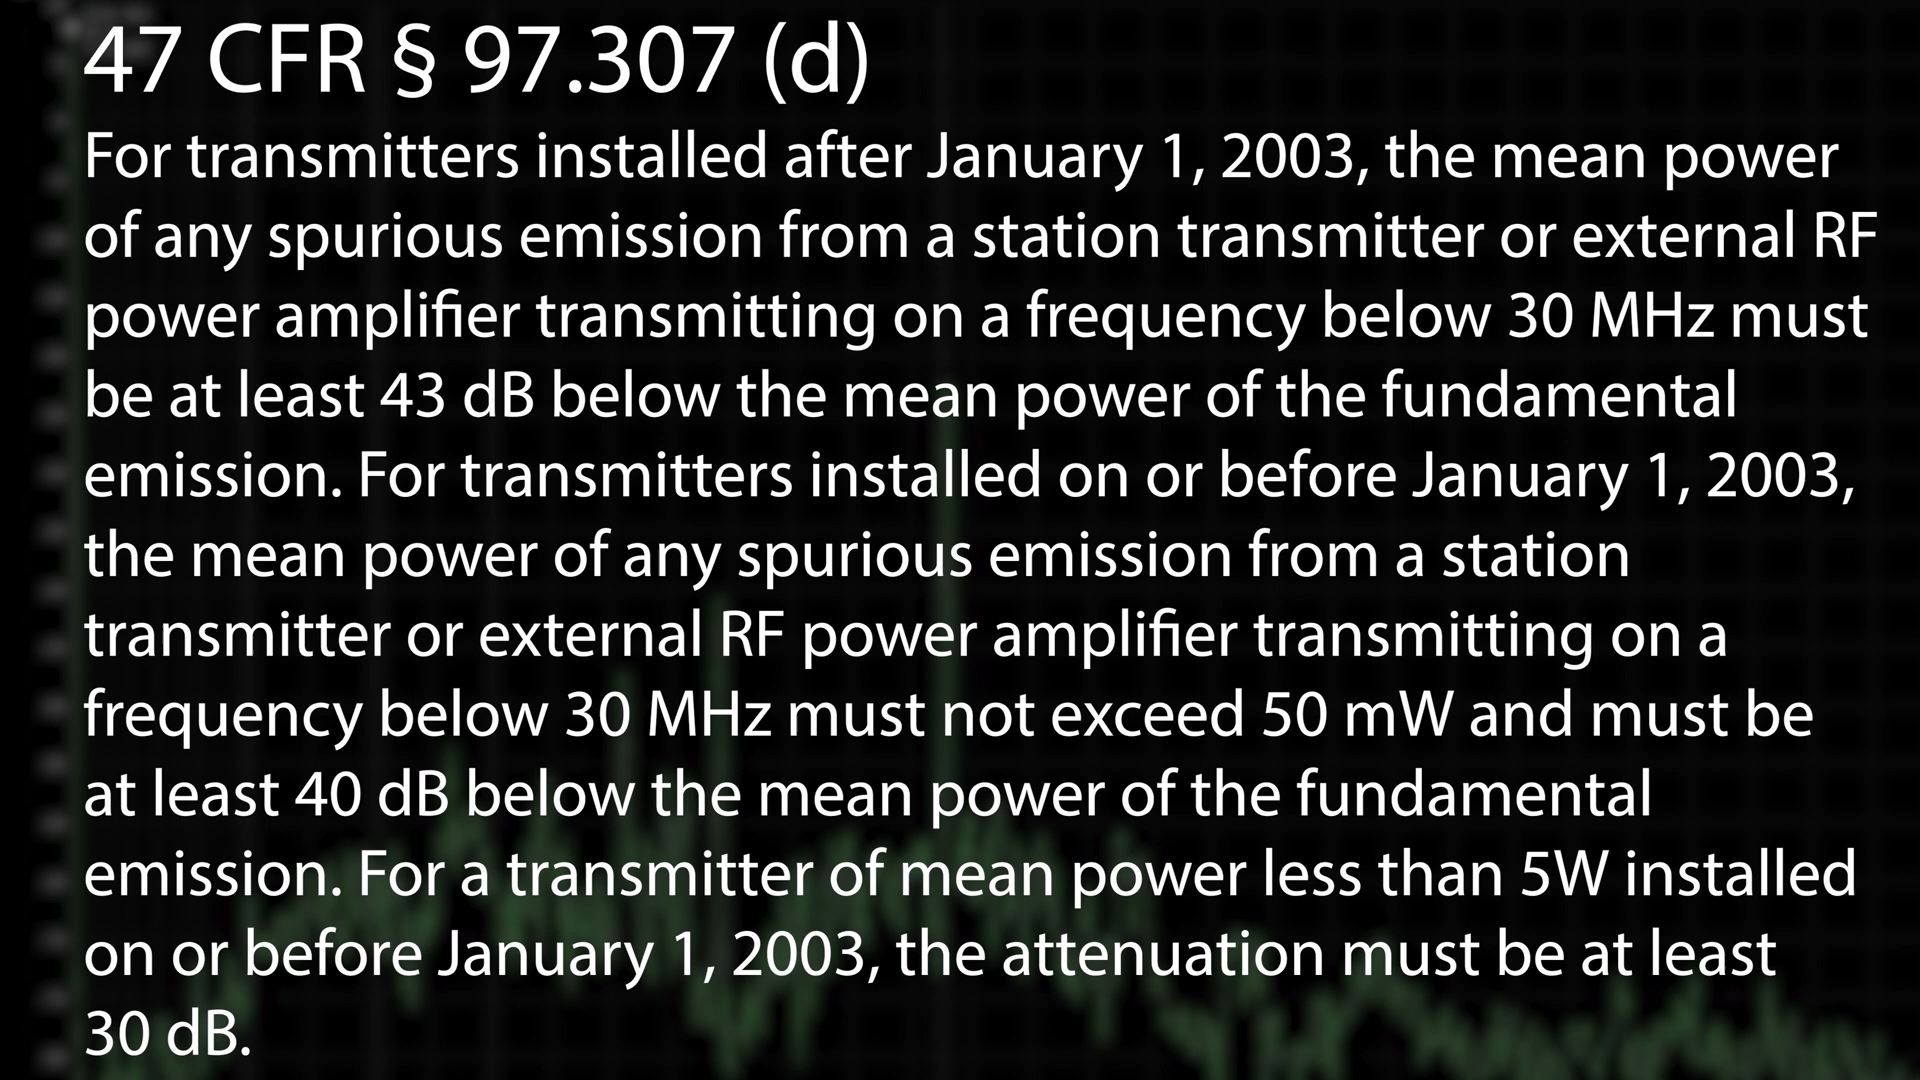 47 CFR § 97.307 (d)
For transmitters installed after January 1, 2003, the mean power
of any spurious emission from a station transmitter or external RF
power amplifier transmitting on a frequency below 30 MHz must
be at least 43 dB below the mean power of the fundamental
emission. For transmitters installed on or before January 1, 2003,
the mean power of any spurious emission from a station
transmitter or external RF power amplifier transmitting on a
frequency below 30 MHz must not exceed 50 mW and must be
at least 40 dB below the mean power of the fundamental
emission. For a transmitter of mean power less than 5W installed
on or before January 1, 2003, the attenuation must be at least
30 dB.